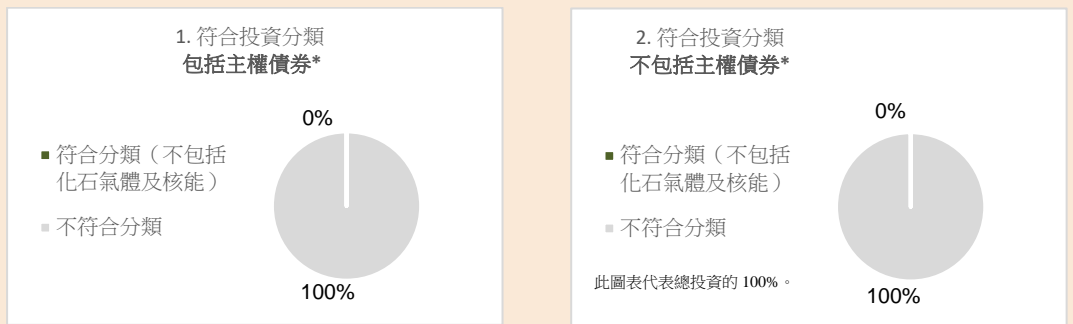 1. 符合投資分類
包括主權債券*
0%
符合分類（不包括
化石氣體及核能）
不符合分類
100%
2. 符合投資分類
不包括主權債券*
0%
符合分類（不包括
化石氣體及核能）
不符合分類
此圖表代表總投資的 100%。
100%